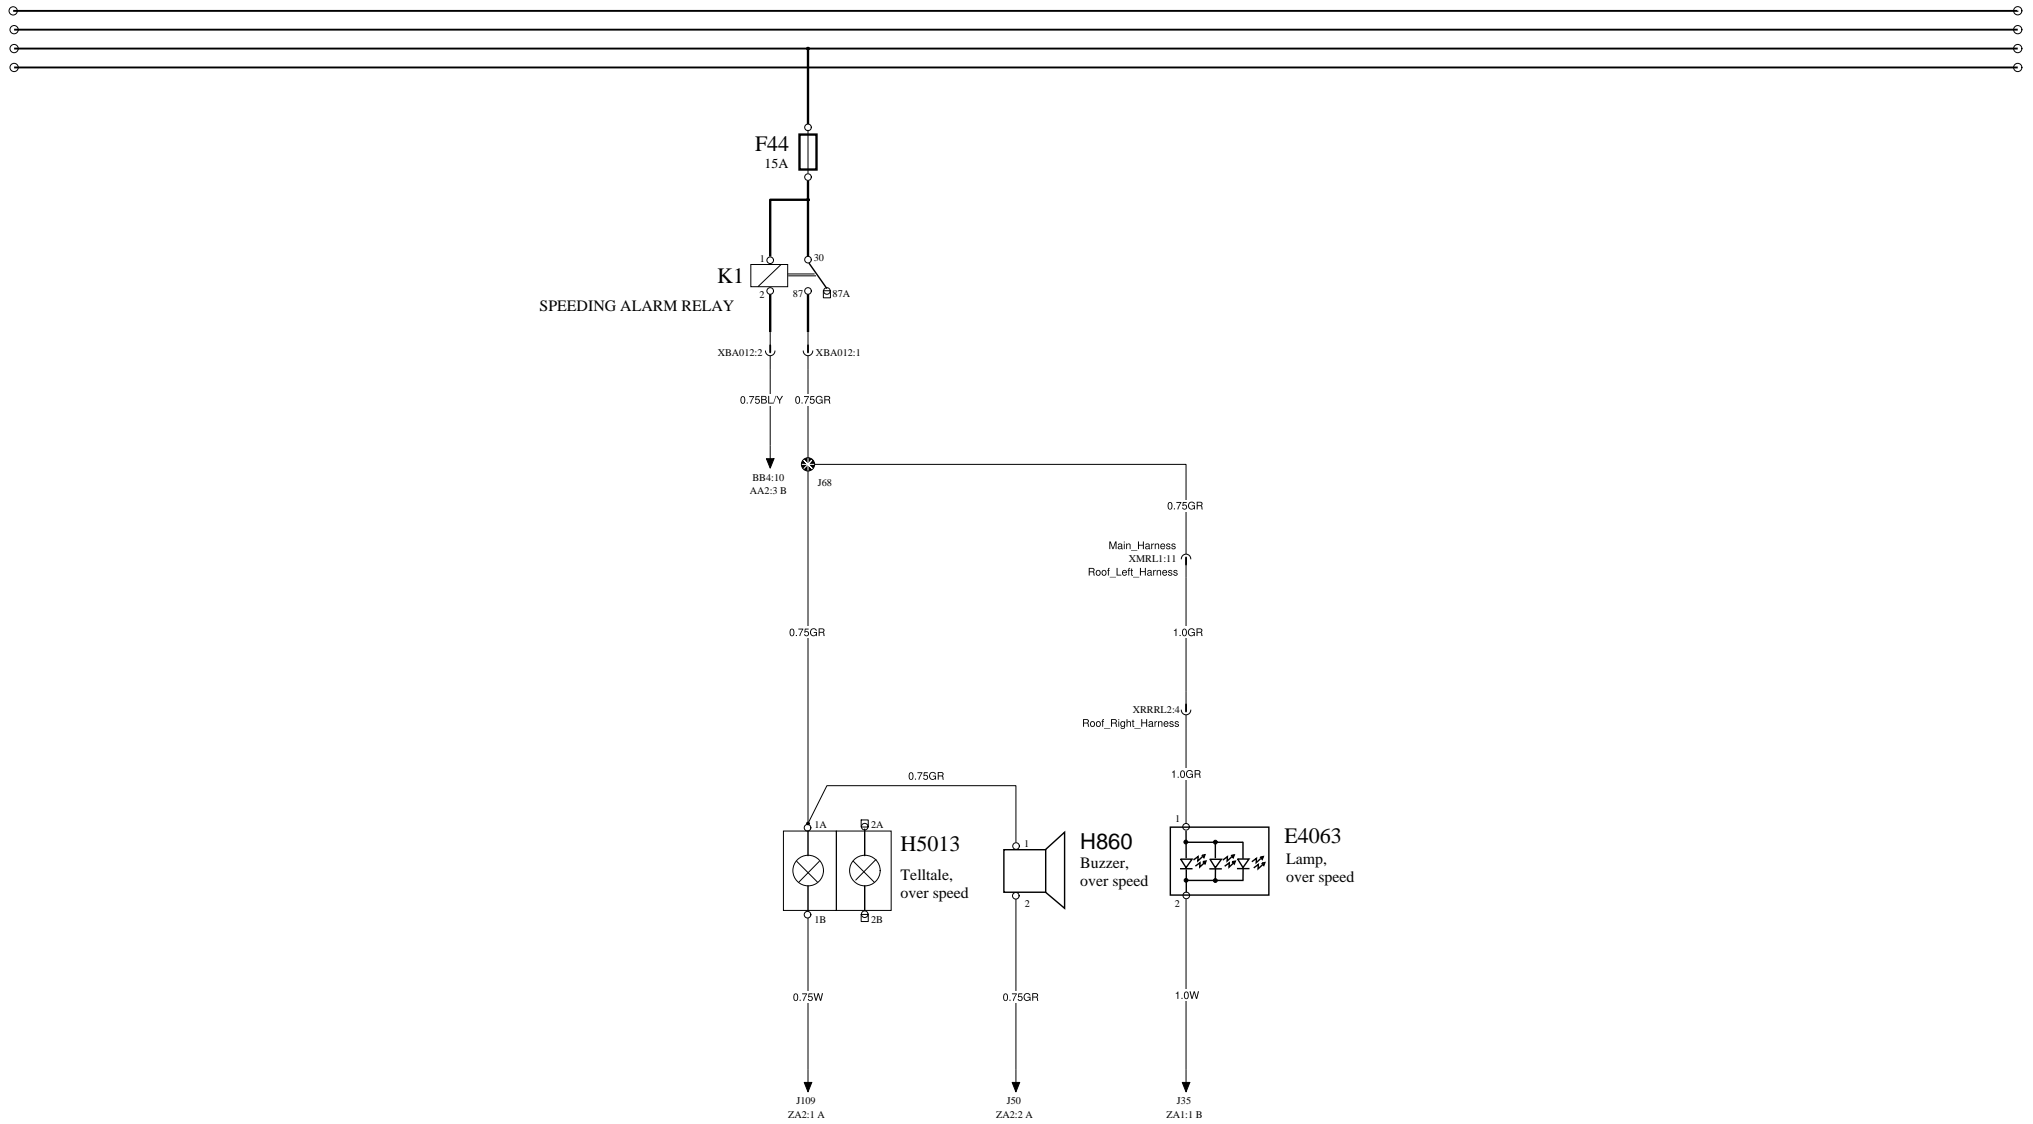 F44
15A
1
30
K1
2
87
87A
SPEEDING ALARM RELAY
XBA012:2
XBA012:1
0.75BL/Y
0.75GR
BB4:10
AA2:3 B
J68
0.75GR
Main_Harness
XMRL1:11
Roof_Left_Harness
0.75GR
1.0GR
XRRRL2:4
Roof_Right_Harness
0.75GR
1.0GR
1A
2A
H5013
Telltale,
over speed
1B
2B
1
H860
Buzzer,
over speed
2
1
E4063
Lamp,
over speed
2
0.75W
0.75GR
1.0W
J109
ZA2:1 A
J50
ZA2:2 A
J35
ZA1:1 B